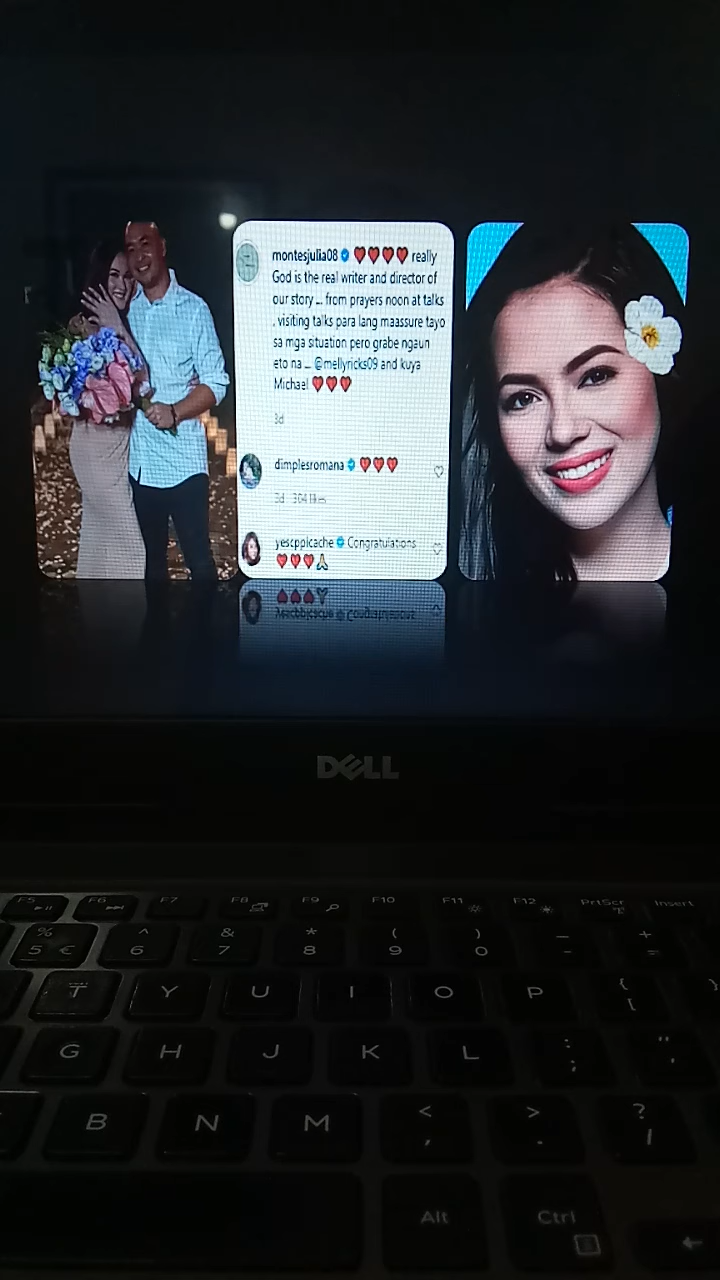 montesjulia08 ❤❤❤❤ really
God is the real writer and director of
our story ... from prayers noon at talks
, visiting talks para lang maassure tayo
sa mga situation pero grabe ngaun
eto na ... @mellyricks09 and kuya
Michael ❤❤❤
3d
dimplesromana ❤❤❤
3d
yescppicache Congratulations
❤❤❤🙏
DELL
F5 F6 F7 F8 F9 F10 F11 F12 PrtScr Insert
% ^ & * ( ) _ +
5 € 6 7 8 9 0 - =
T Y U I O P { }
[
G H J K L : "
; '
B N M < > ?
, . /
Alt Ctrl